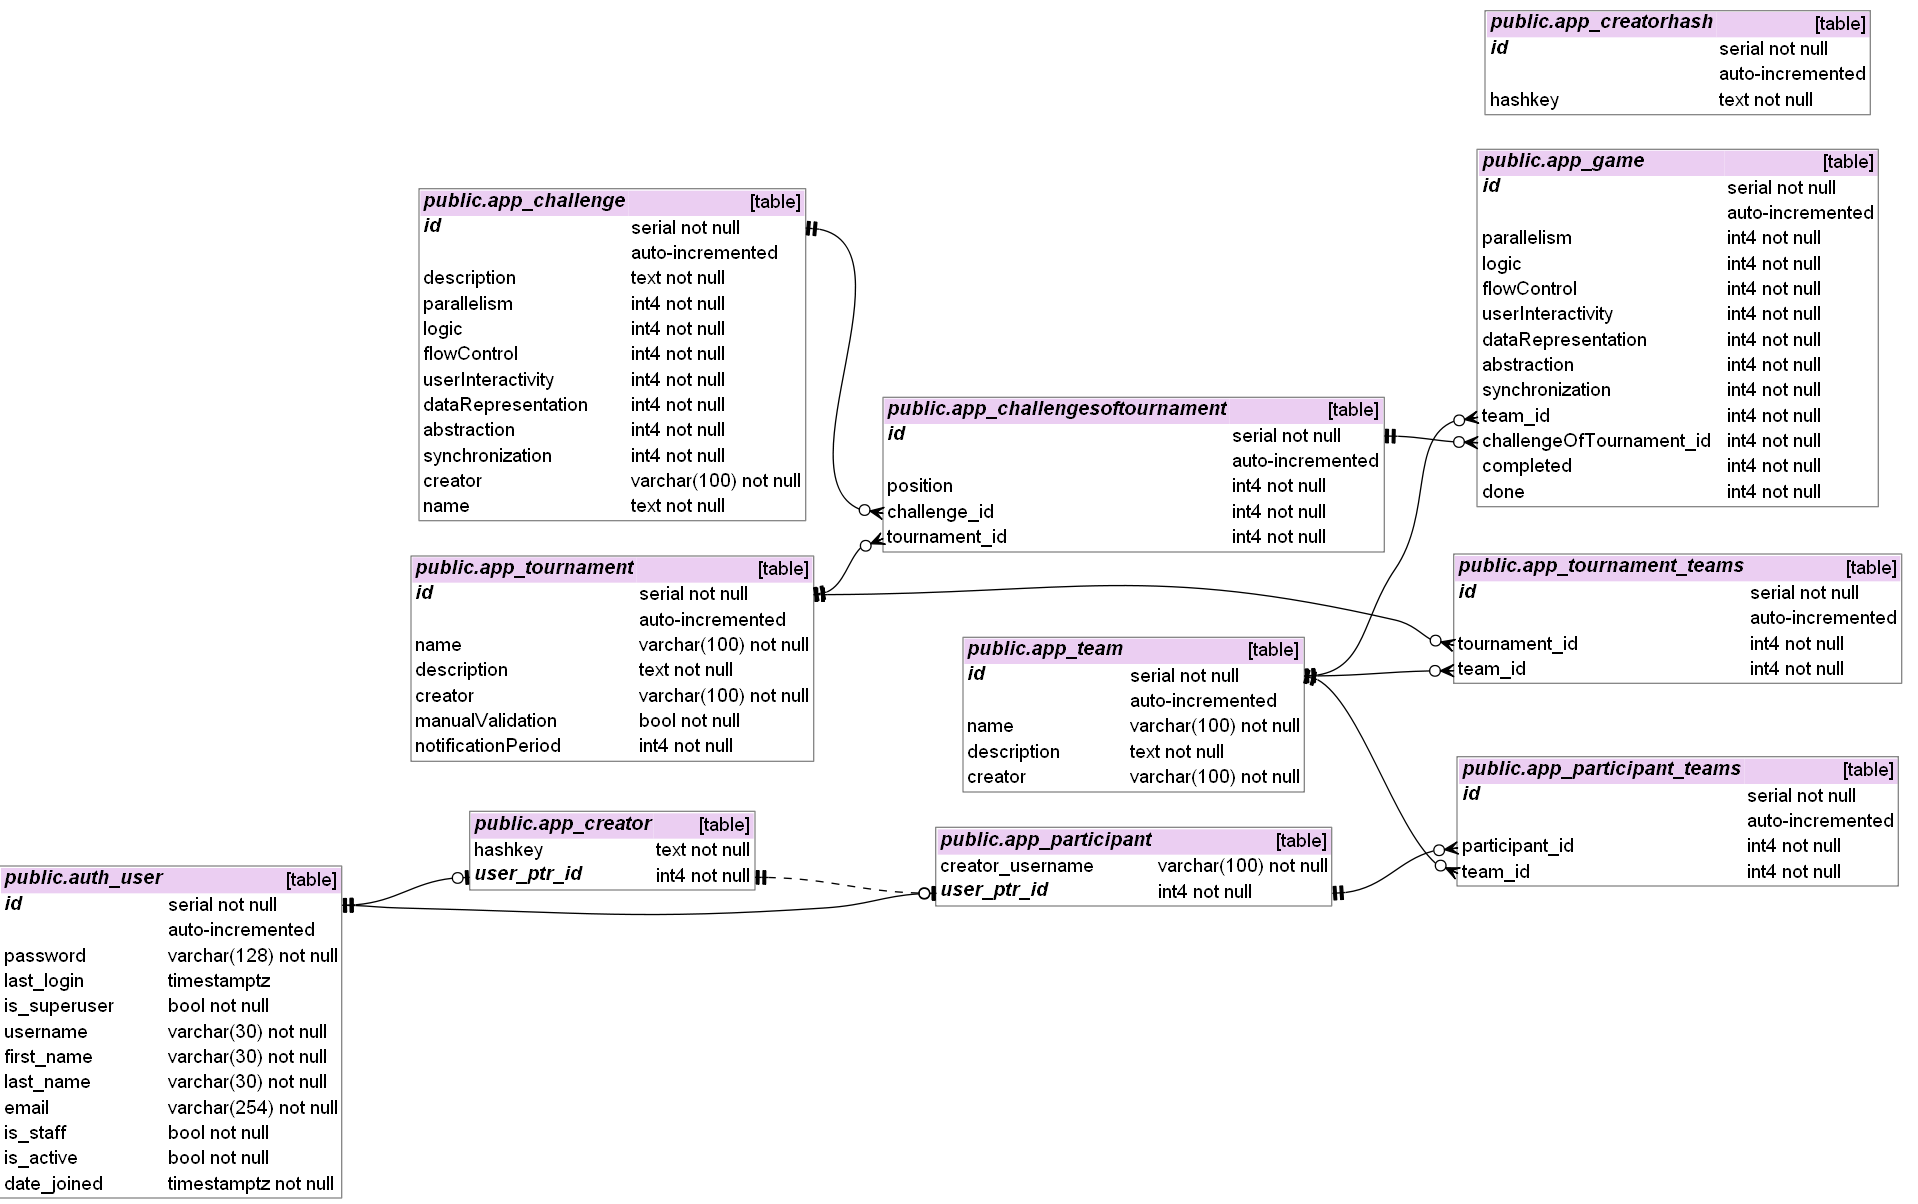 public.app_creatorhash [table]
id serial not null
auto-incremented
hashkey text not null
public.app_game [table]
id serial not null
auto-incremented
parallelism int4 not null
logic int4 not null
flowControl int4 not null
userInteractivity int4 not null
dataRepresentation int4 not null
abstraction int4 not null
synchronization int4 not null
team_id int4 not null
challengeOfTournament_id int4 not null
completed int4 not null
done int4 not null
public.app_challenge [table]
id serial not null
auto-incremented
description text not null
parallelism int4 not null
logic int4 not null
flowControl int4 not null
userInteractivity int4 not null
dataRepresentation int4 not null
abstraction int4 not null
synchronization int4 not null
creator varchar(100) not null
name text not null
public.app_challengesoftournament [table]
id serial not null
auto-incremented
position int4 not null
challenge_id int4 not null
tournament_id int4 not null
public.app_tournament [table]
id serial not null
auto-incremented
name varchar(100) not null
description text not null
creator varchar(100) not null
manualValidation bool not null
notificationPeriod int4 not null
public.app_tournament_teams [table]
id serial not null
auto-incremented
tournament_id int4 not null
team_id int4 not null
public.app_team [table]
id serial not null
auto-incremented
name varchar(100) not null
description text not null
creator varchar(100) not null
public.app_participant_teams [table]
id serial not null
auto-incremented
participant_id int4 not null
team_id int4 not null
public.app_creator [table]
hashkey text not null
user_ptr_id int4 not null
public.app_participant [table]
creator_username varchar(100) not null
user_ptr_id int4 not null
public.auth_user [table]
id serial not null
auto-incremented
password varchar(128) not null
last_login timestamptz
is_superuser bool not null
username varchar(30) not null
first_name varchar(30) not null
last_name varchar(30) not null
email varchar(254) not null
is_staff bool not null
is_active bool not null
date_joined timestamptz not null